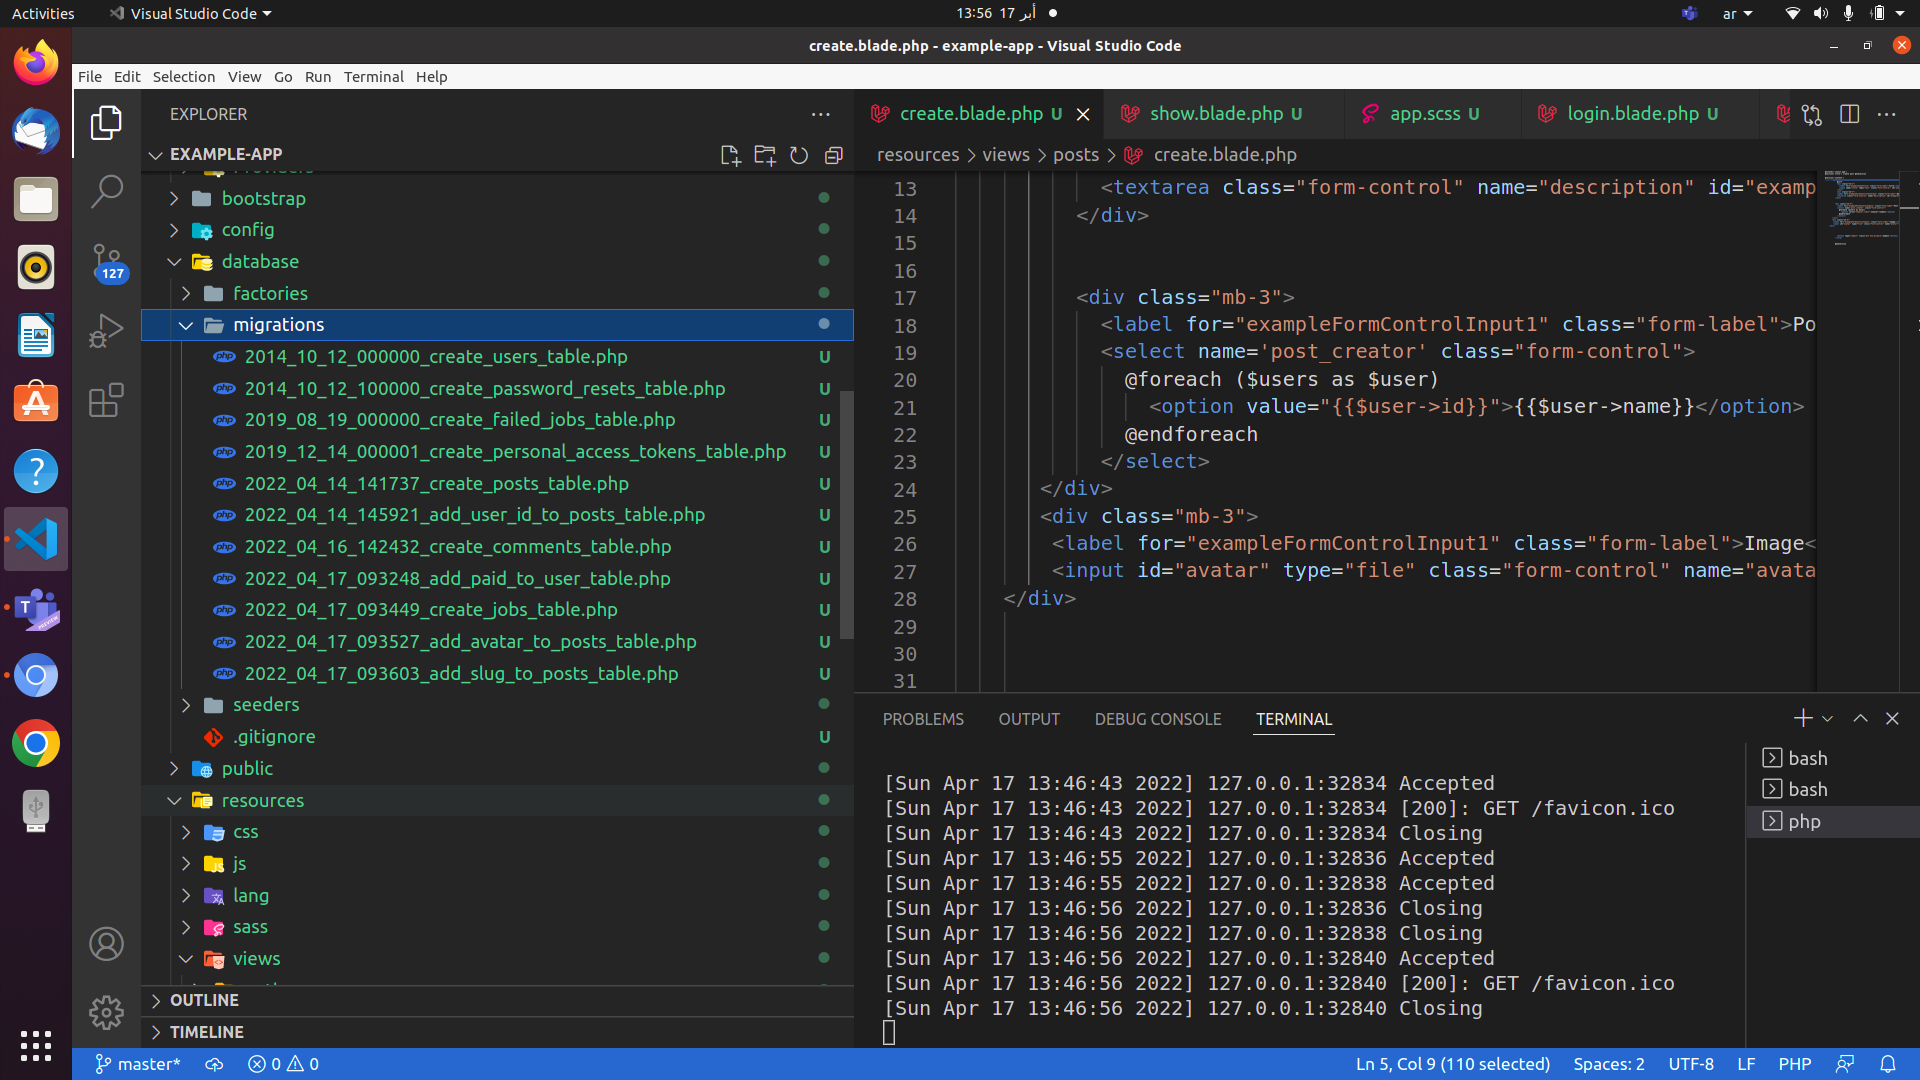 Activities
Visual Studio Code
13:56 17 أبر
ar
create.blade.php - example-app - Visual Studio Code
File Edit Selection View Go Run Terminal Help
EXPLORER
EXAMPLE-APP
bootstrap
config
database
factories
migrations
2014_10_12_000000_create_users_table.php U
2014_10_12_100000_create_password_resets_table.php U
2019_08_19_000000_create_failed_jobs_table.php U
2019_12_14_000001_create_personal_access_tokens_table.php U
2022_04_14_141737_create_posts_table.php U
2022_04_14_145921_add_user_id_to_posts_table.php U
2022_04_16_142432_create_comments_table.php U
2022_04_17_093248_add_paid_to_user_table.php U
2022_04_17_093449_create_jobs_table.php U
2022_04_17_093527_add_avatar_to_posts_table.php U
2022_04_17_093603_add_slug_to_posts_table.php U
seeders
.gitignore U
public
resources
css
js
lang
sass
views
OUTLINE
TIMELINE
127
create.blade.php U show.blade.php U app.scss U login.blade.php U
resources > views > posts > create.blade.php
13 <textarea class="form-control" name="description" id="examp
14 </div>
15
16
17 <div class="mb-3">
18 <label for="exampleFormControlInput1" class="form-label">Po
19 <select name='post_creator' class="form-control">
20 @foreach ($users as $user)
21 <option value="{{$user->id}}">{{$user->name}}</option>
22 @endforeach
23 </select>
24 </div>
25 <div class="mb-3">
26 <label for="exampleFormControlInput1" class="form-label">Image<
27 <input id="avatar" type="file" class="form-control" name="avata
28 </div>
29
30
31
PROBLEMS OUTPUT DEBUG CONSOLE TERMINAL
[Sun Apr 17 13:46:43 2022] 127.0.0.1:32834 Accepted
[Sun Apr 17 13:46:43 2022] 127.0.0.1:32834 [200]: GET /favicon.ico
[Sun Apr 17 13:46:43 2022] 127.0.0.1:32834 Closing
[Sun Apr 17 13:46:55 2022] 127.0.0.1:32836 Accepted
[Sun Apr 17 13:46:55 2022] 127.0.0.1:32838 Accepted
[Sun Apr 17 13:46:56 2022] 127.0.0.1:32836 Closing
[Sun Apr 17 13:46:56 2022] 127.0.0.1:32838 Closing
[Sun Apr 17 13:46:56 2022] 127.0.0.1:32840 Accepted
[Sun Apr 17 13:46:56 2022] 127.0.0.1:32840 [200]: GET /favicon.ico
[Sun Apr 17 13:46:56 2022] 127.0.0.1:32840 Closing
bash
bash
php
master* 0 0
Ln 5, Col 9 (110 selected) Spaces: 2 UTF-8 LF PHP